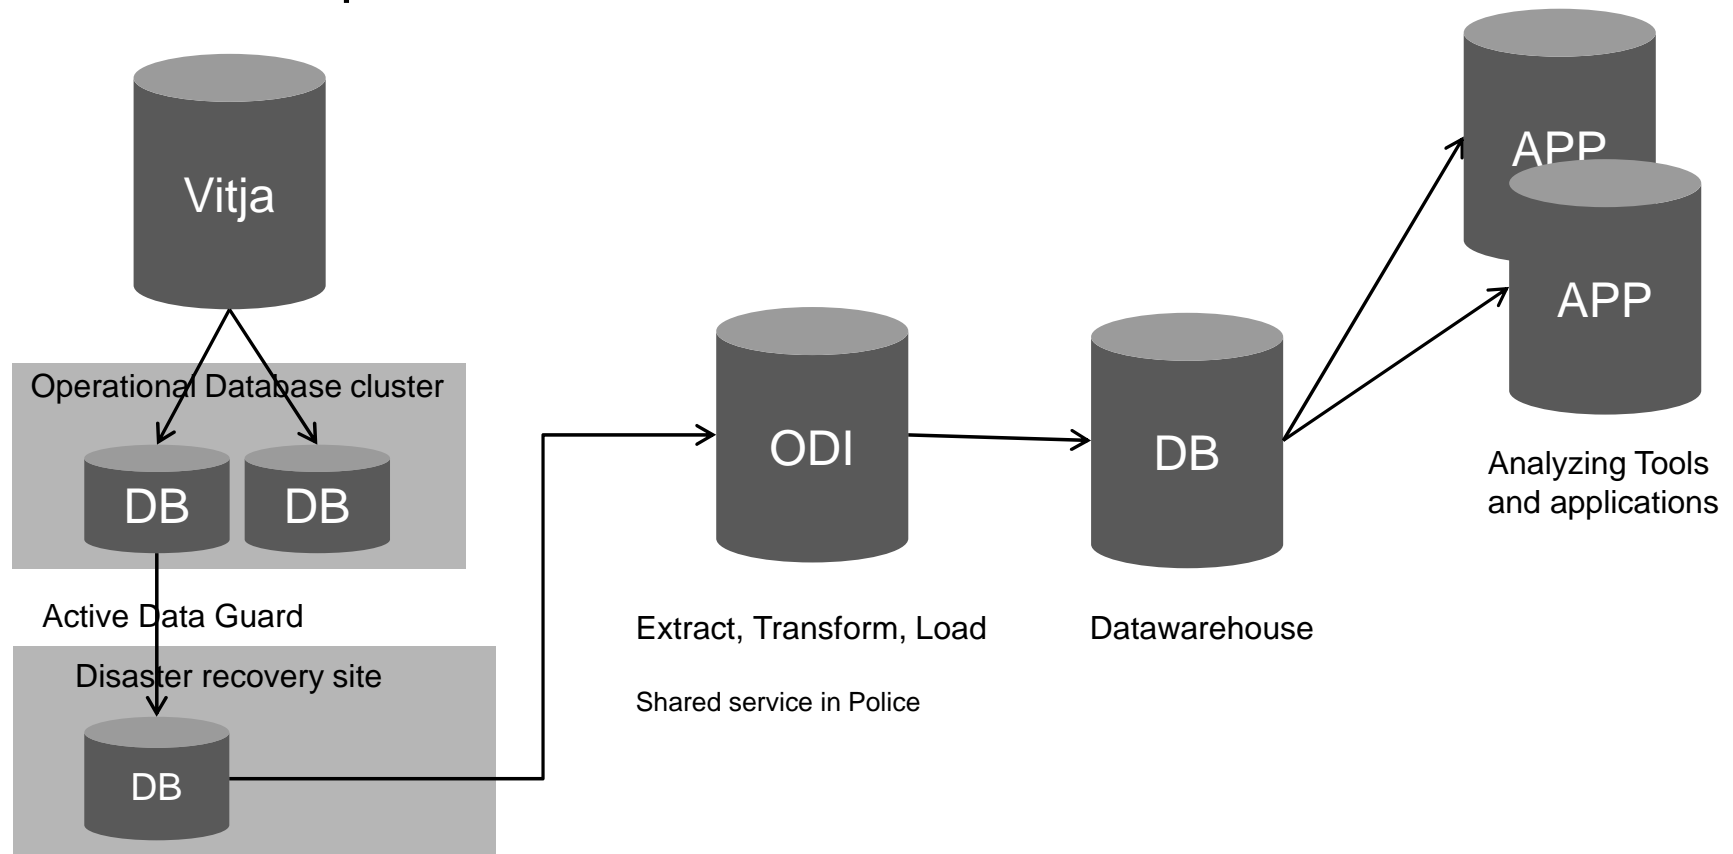 Vitja
Operational Database cluster
DB
DB
Active Data Guard
Disaster recovery site
DB
ODI
Extract, Transform, Load
Shared service in Police
DB
Datawarehouse
APP
APP
Analyzing Tools
and applications